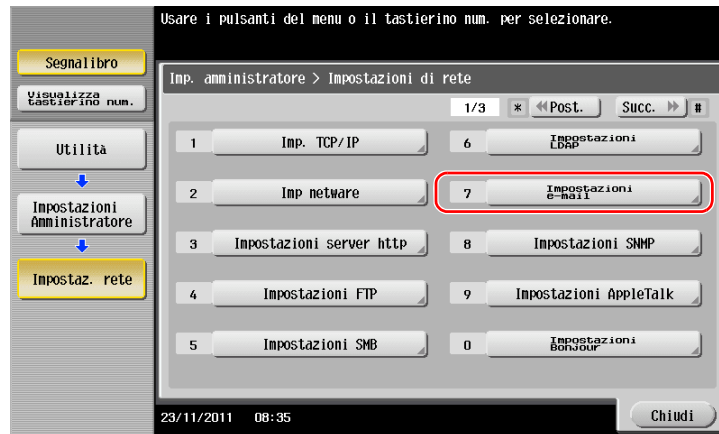 Usare i pulsanti del menu o il tastierino num. per selezionare.
Segnalibro
Visualizza
tastierino num.
Utilità
Impostazioni
Amministratore
Impostaz. rete
Imp. amministratore > Impostazioni di rete
1/3 * Post. Succ. #
1 Imp. TCP/IP
6 Impostazioni
LDAP
2 Imp netware
7 Impostazioni
e-mail
3 Impostazioni server http
8 Impostazioni SNMP
4 Impostazioni FTP
9 Impostazioni AppleTalk
5 Impostazioni SMB
0 Impostazioni
Bonjour
23/11/2011 08:35
Chiudi